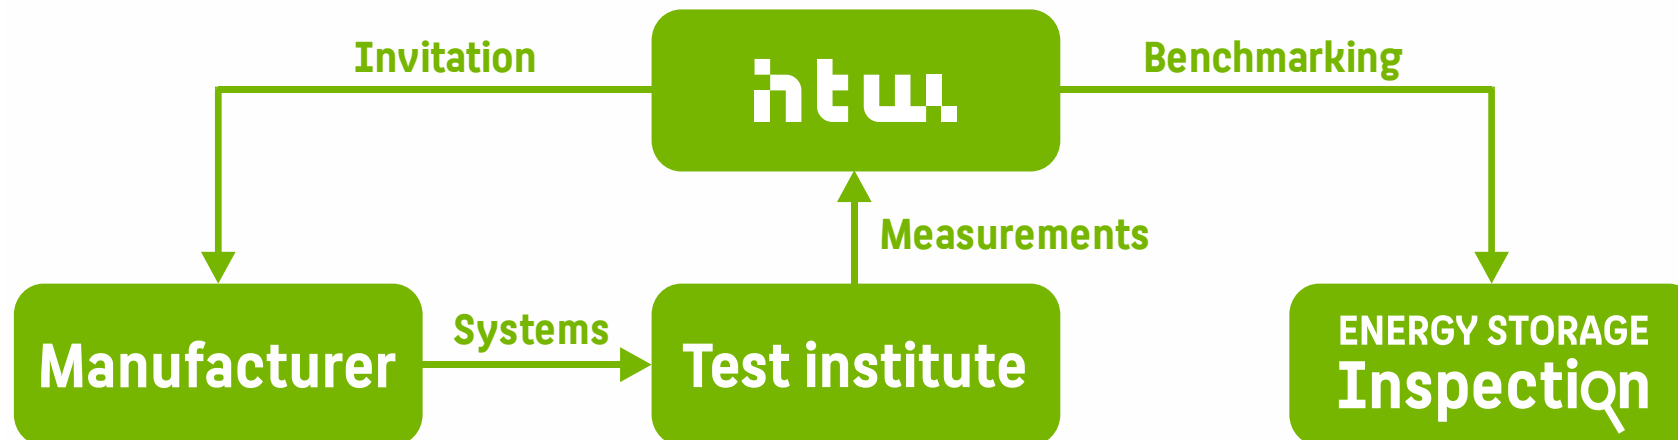 Invitation
htw.
Benchmarking
Measurements
Manufacturer
Systems
Test institute
ENERGY STORAGE
Inspection